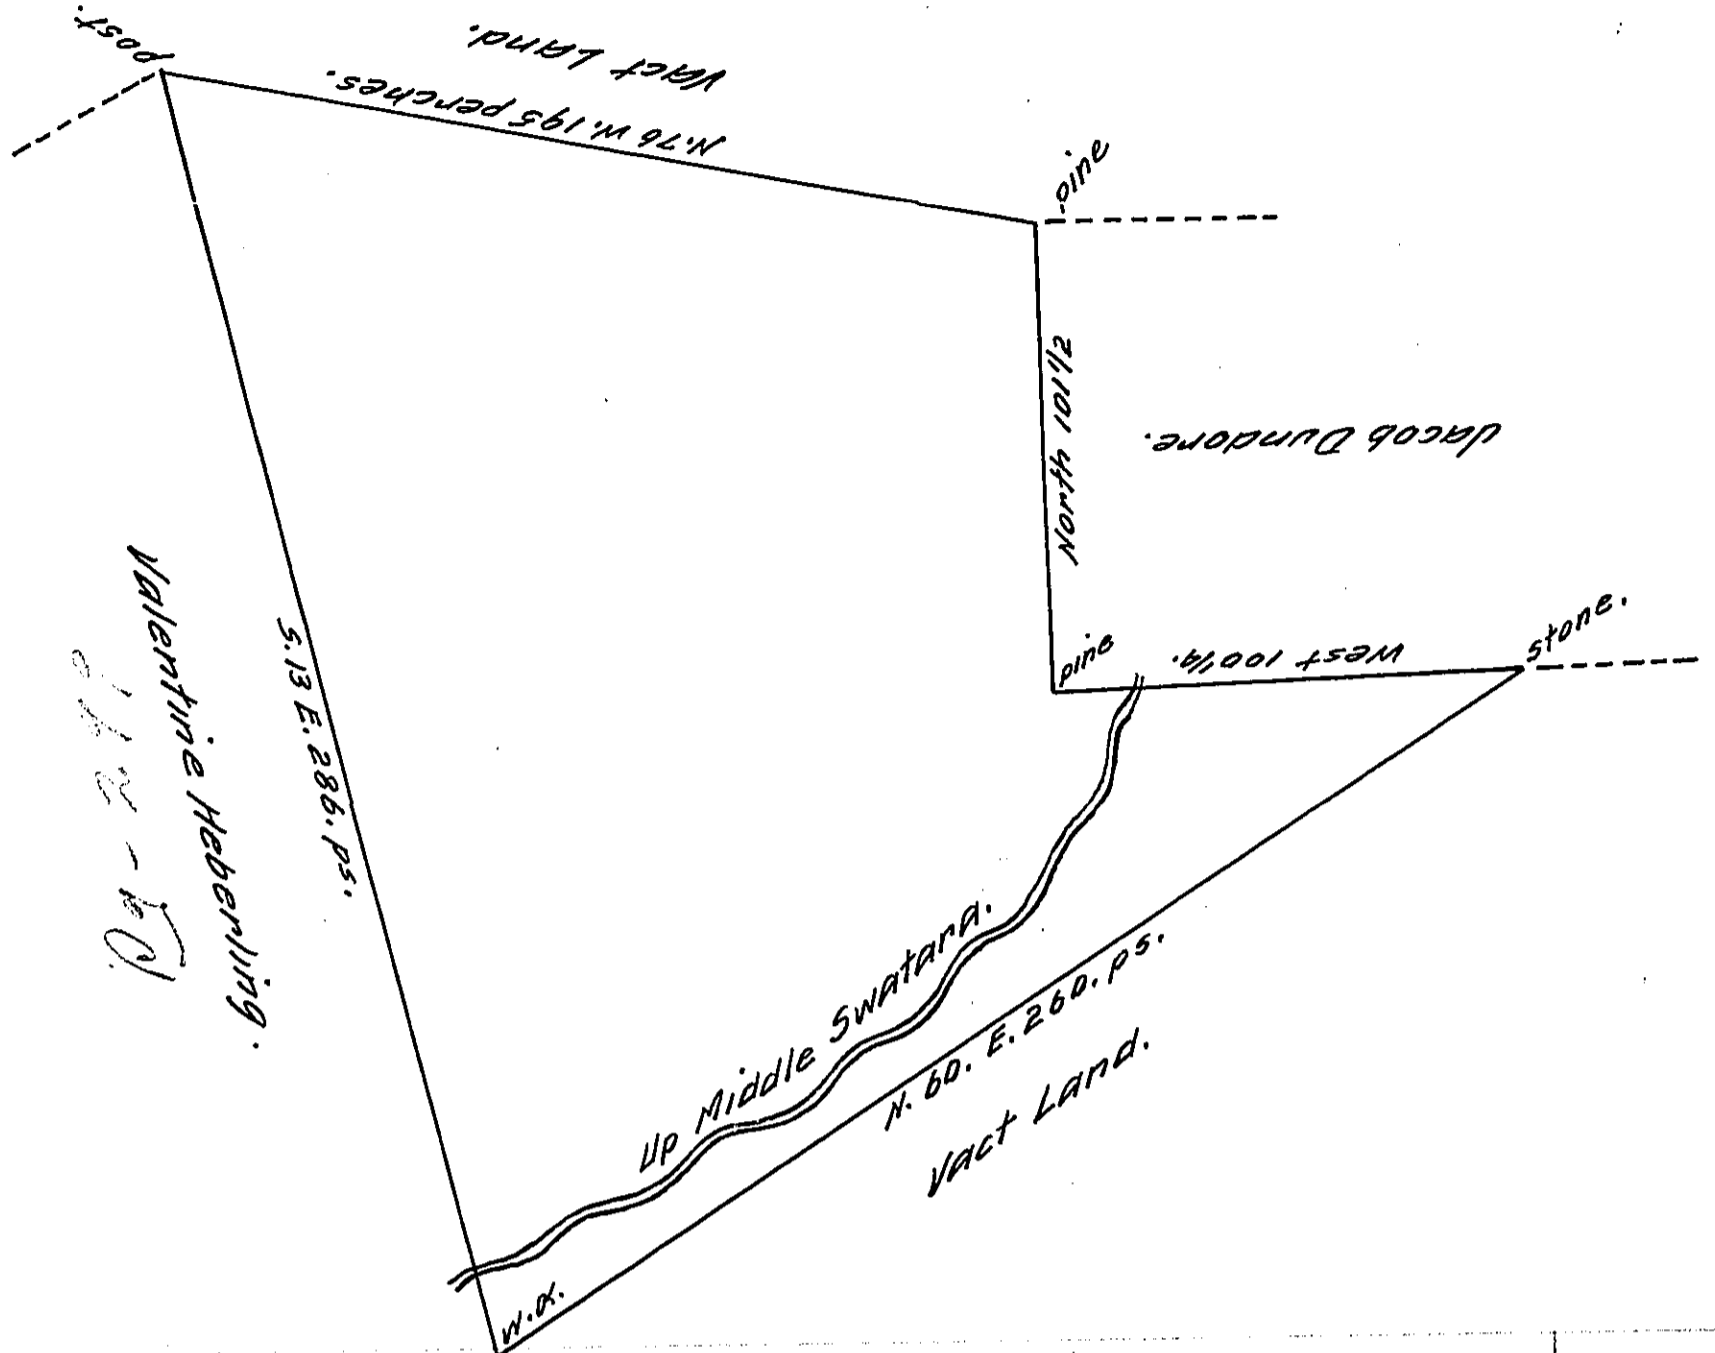 post.
Vact Land.
N. 76 W. 195 perches.
pine
North 101 1/2
Jacob Dundore.
pine
West 100 1/4.
stone.
Valentine Heberling.
S. 13 E. 286. ps.
Up Middle Swatara.
N. 60. E. 260. ps.
Vact Land.
W. O.